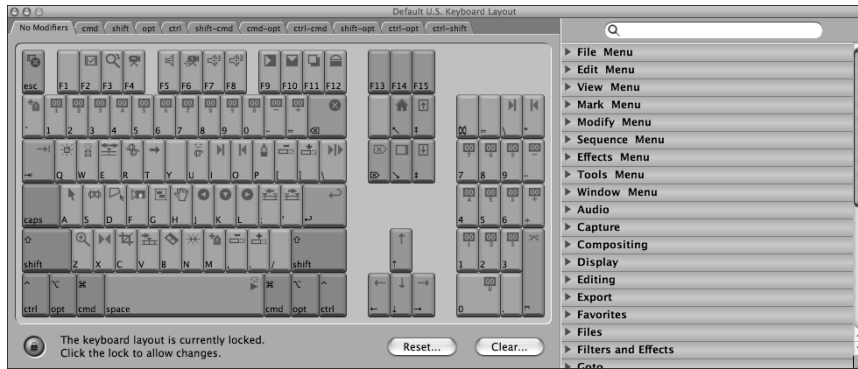 Default U.S. Keyboard Layout
No Modifiers cmd shift opt ctrl shift-cmd cmd-opt ctrl-cmd shift-opt ctrl-opt ctrl-shift
esc F1 F2 F3 F4 F5 F6 F7 F8 F9 F10 F11 F12 F13 F14 F15
` 1 2 3 4 5 6 7 8 9 0 - = = \ *
Q W E R T Y U I O P [ ] \ 7 8 9 -
caps A S D F G H J K L ; ' 4 5 6 +
shift Z X C V B N M , . / shift 1 2 3
ctrl opt cmd space cmd opt ctrl 0 .
The keyboard layout is currently locked.
Click the lock to allow changes.
Reset...
Clear...
File Menu
Edit Menu
View Menu
Mark Menu
Modify Menu
Sequence Menu
Effects Menu
Tools Menu
Window Menu
Audio
Capture
Compositing
Display
Editing
Export
Favorites
Files
Filters and Effects
Goto